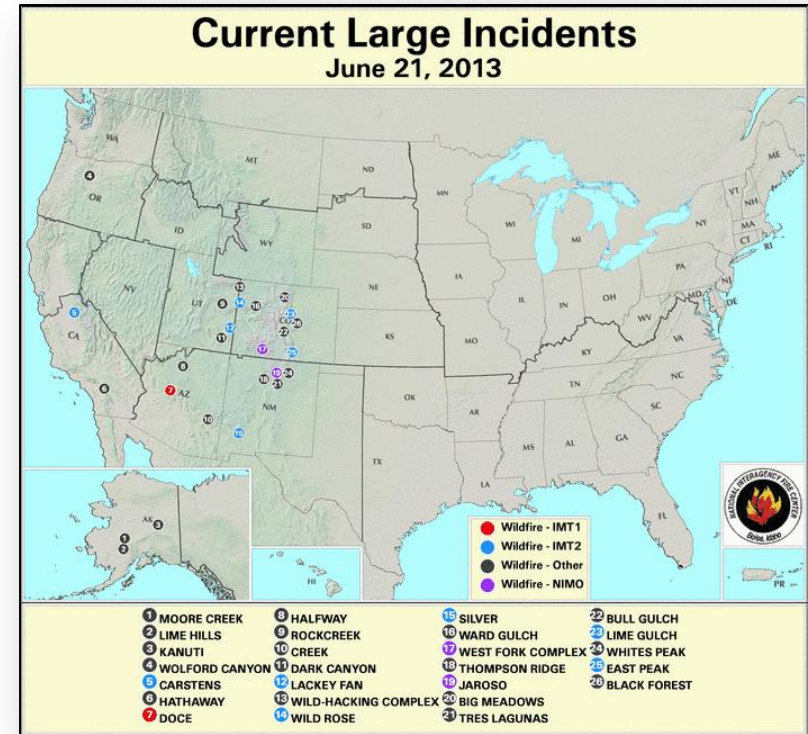 Current Large Incidents
June 21, 2013
WA
MT
ND
MN
ME
OR
ID
WY
SD
WI
MI
VT
NH
NY
MA
CT
RI
NV
UT
CO
NE
IA
IL
IN
OH
PA
NJ
MD
DE
WV
VA
CA
KS
MO
KY
AZ
NM
OK
AR
TN
NC
SC
TX
LA
MS
AL
GA
FL
AK
HI
PR
NATIONAL INTERAGENCY FIRE CENTER
Boise, Idaho
Wildfire - IMT1
Wildfire - IMT2
Wildfire - Other
Wildfire - NIMO
1 MOORE CREEK
2 LIME HILLS
3 KANUTI
4 WOLFORD CANYON
5 CARSTENS
6 HATHAWAY
7 DOCE
8 HALFWAY
9 ROCKCREEK
10 CREEK
11 DARK CANYON
12 LACKEY FAN
13 WILD-HACKING COMPLEX
14 WILD ROSE
15 SILVER
16 WARD GULCH
17 WEST FORK COMPLEX
18 THOMPSON RIDGE
19 JAROSO
20 BIG MEADOWS
21 TRES LAGUNAS
22 BULL GULCH
23 LIME GULCH
24 WHITES PEAK
25 EAST PEAK
26 BLACK FOREST